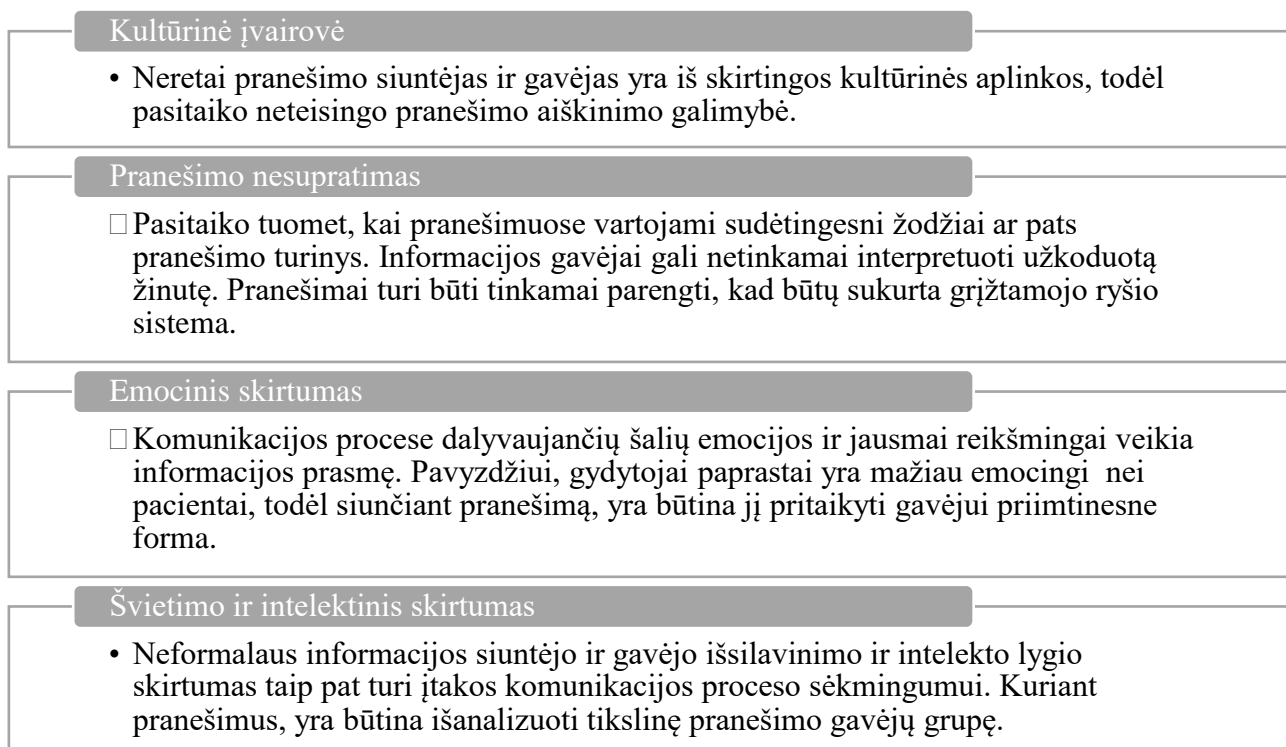 Kultūrinė įvairovė
• Neretai pranešimo siuntėjas ir gavėjas yra iš skirtingos kultūrinės aplinkos, todėl
pasitaiko neteisingo pranešimo aiškinimo galimybė.
Pranešimo nesupratimas
□ Pasitaiko tuomet, kai pranešimuose vartojami sudėtingesni žodžiai ar pats
pranešimo turinys. Informacijos gavėjai gali netinkamai interpretuoti užkoduotą
žinutę. Pranešimai turi būti tinkamai parengti, kad būtų sukurta grįžtamojo ryšio
sistema.
Emocinis skirtumas
□ Komunikacijos procese dalyvaujančių šalių emocijos ir jausmai reikšmingai veikia
informacijos prasmę. Pavyzdžiui, gydytojai paprastai yra mažiau emocingi  nei
pacientai, todėl siunčiant pranešimą, yra būtina jį pritaikyti gavėjui priimtinesne
forma.
Švietimo ir intelektinis skirtumas
• Neformalaus informacijos siuntėjo ir gavėjo išsilavinimo ir intelekto lygio
skirtumas taip pat turi įtakos komunikacijos proceso sėkmingumui. Kuriant
pranešimus, yra būtina išanalizuoti tikslinę pranešimo gavėjų grupę.